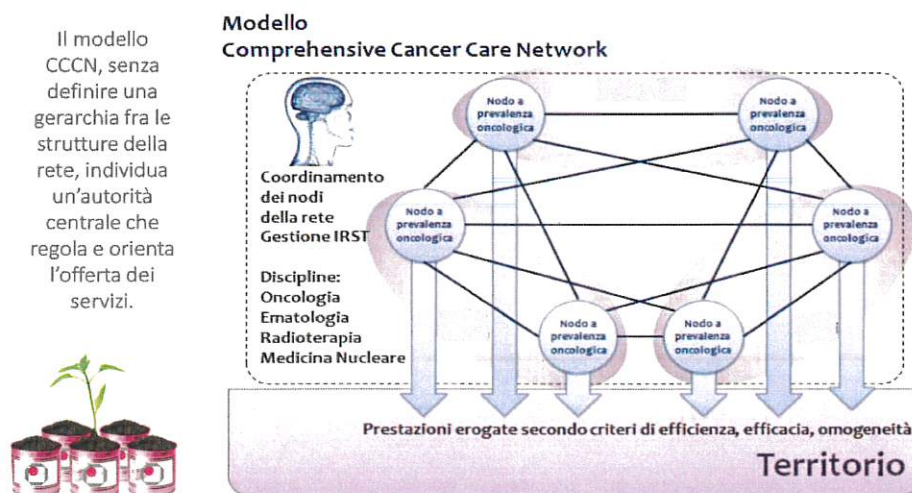 Il modello
CCCN, senza
definire una
gerarchia fra le
strutture della
rete, individua
un'autorità
centrale che
regola e orienta
l'offerta dei
servizi.
Modello
Comprehensive Cancer Care Network
Nodo a
prevalenza
oncologica
Nodo a
prevalenza
oncologica
Coordinamento
dei nodi
della rete
Gestione IRST
Nodo a
prevalenza
oncologica
Nodo a
prevalenza
oncologica
Discipline:
Oncologia
Ematologia
Radioterapia
Medicina Nucleare
Nodo a
prevalenza
oncologica
Nodo a
prevalenza
oncologica
Prestazioni erogate secondo criteri di efficienza, efficacia, omogeneità
Territorio